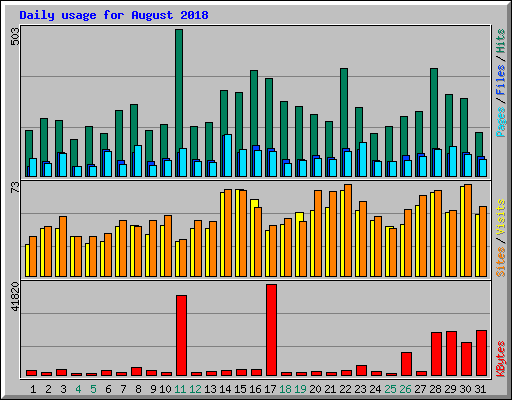 Daily usage for August 2018
503
Pages / Files / Hits
73
Sites / Visits
41820
KBytes
1 2 3 4 5 6 7 8 9 10 11 12 13 14 15 16 17 18 19 20 21 22 23 24 25 26 27 28 29 30 31